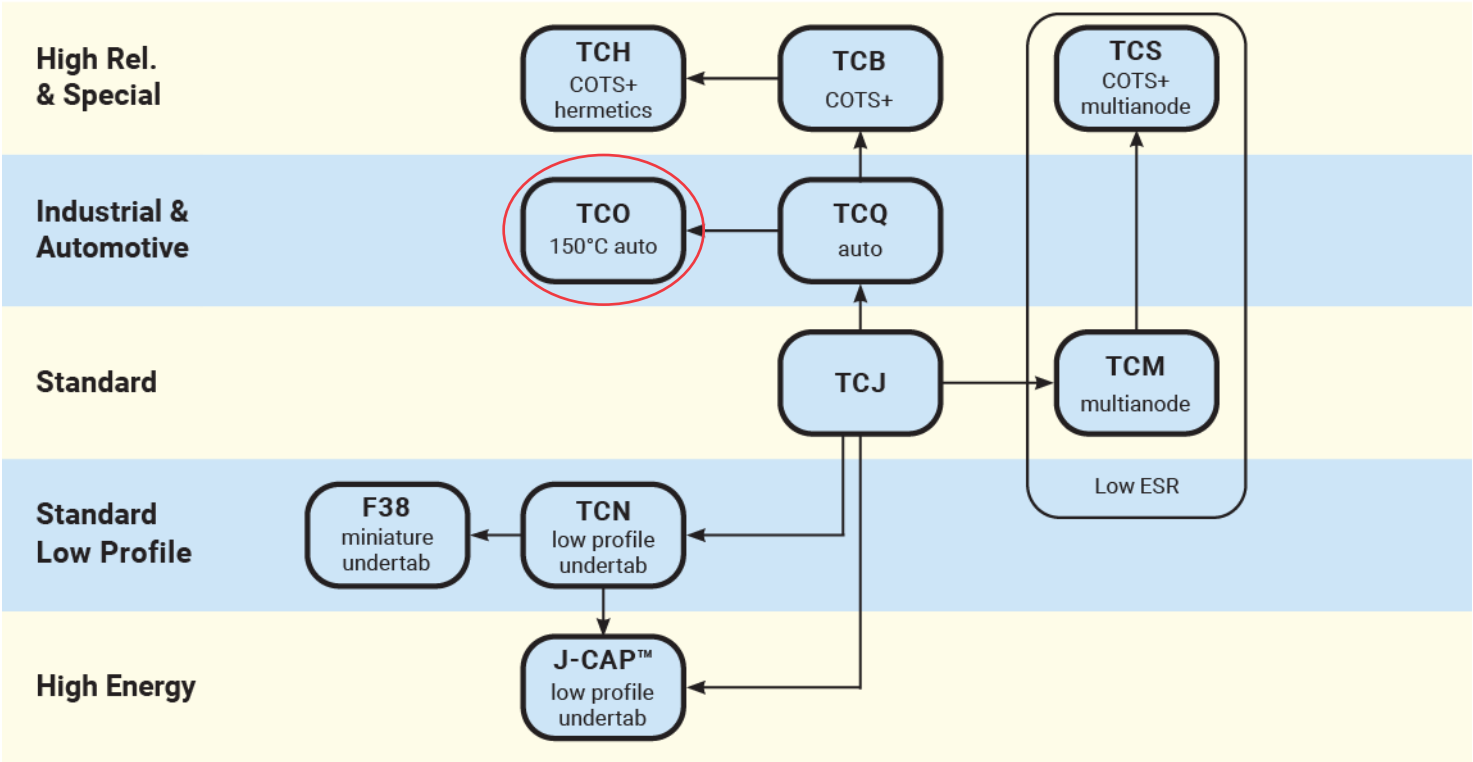 High Rel.
& Special
TCH
COTS+
hermetics
TCB
COTS+
TCS
COTS+
multianode
Industrial &
Automotive
TCO
150°C auto
TCQ
auto
Standard
TCJ
TCM
multianode
Low ESR
Standard
Low Profile
F38
miniature
undertab
TCN
low profile
undertab
High Energy
J-CAP™
low profile
undertab